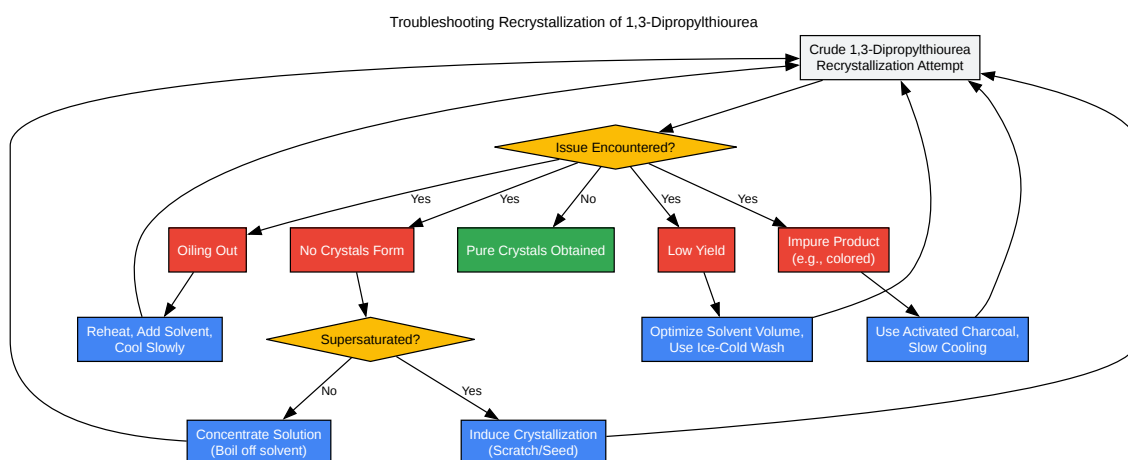 Troubleshooting Recrystallization of 1,3-Dipropylthiourea
Crude 1,3-Dipropylthiourea
Recrystallization Attempt
Issue Encountered?
Yes
Yes
No
Yes
Yes
Oiling Out
No Crystals Form
Pure Crystals Obtained
Low Yield
Impure Product
(e.g., colored)
Reheat, Add Solvent,
Cool Slowly
Supersaturated?
Optimize Solvent Volume,
Use Ice-Cold Wash
Use Activated Charcoal,
Slow Cooling
No
Yes
Concentrate Solution
(Boil off solvent)
Induce Crystallization
(Scratch/Seed)